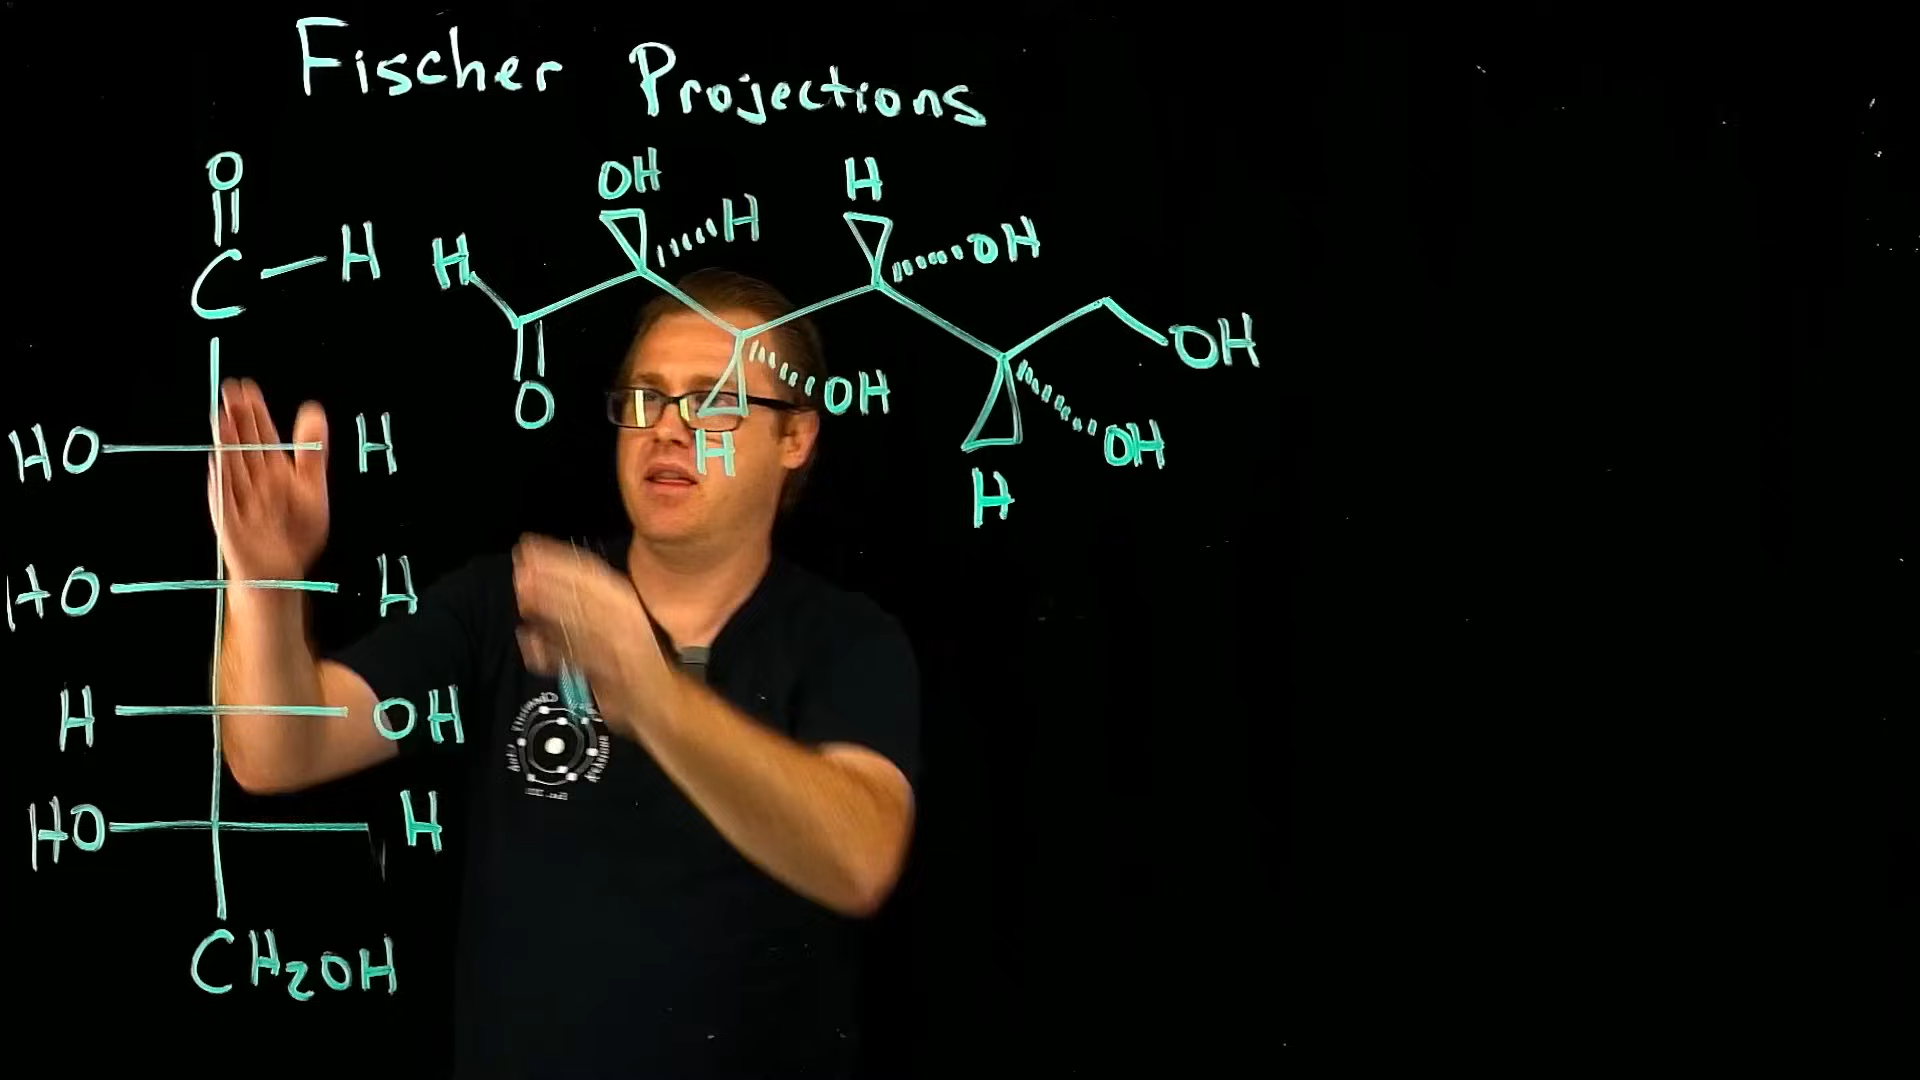 Fischer Projections
O
C - H
HO H
HO H
H OH
HO H
CH2OH
OH H
H OH
H
O
OH
H
OH
OH
H